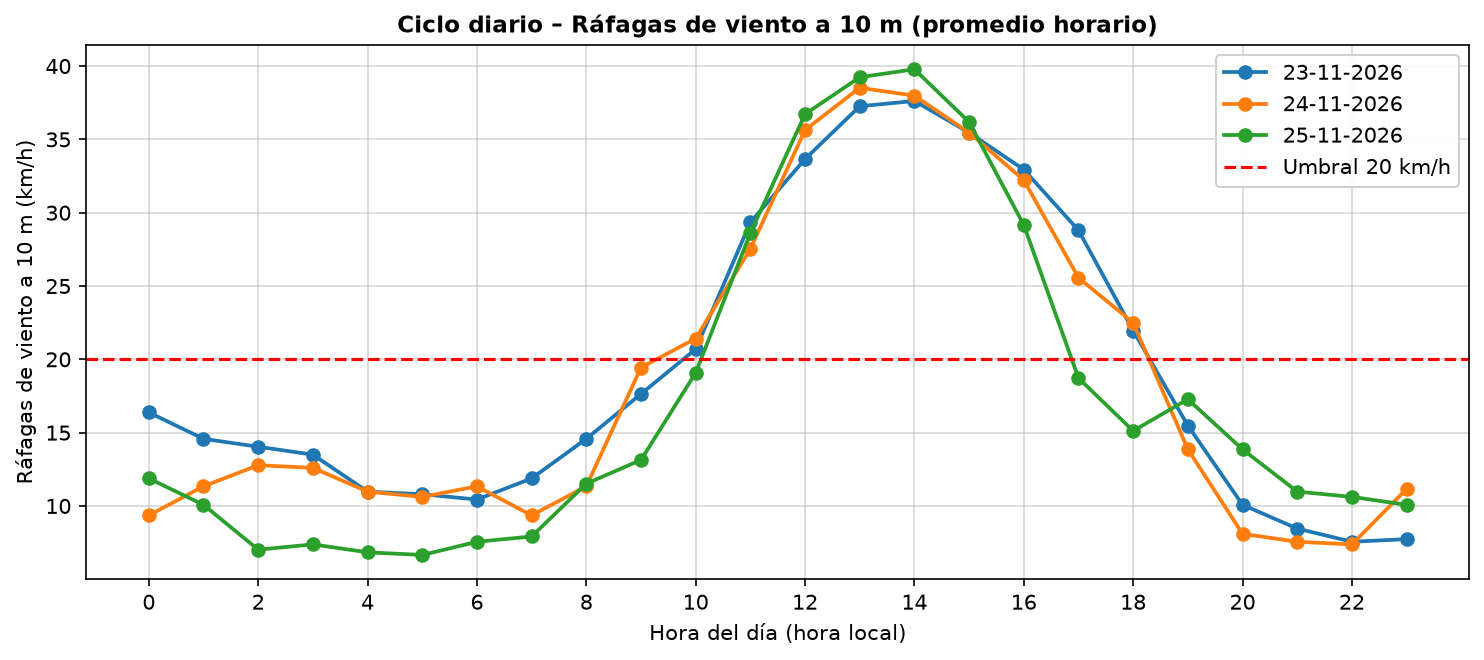 Ciclo diario – Ráfagas de viento a 10 m (promedio horario)
Ráfagas de viento a 10 m (km/h)
40
35
30
25
20
15
10
23-11-2026
24-11-2026
25-11-2026
Umbral 20 km/h
0 2 4 6 8 10 12 14 16 18 20 22
Hora del día (hora local)